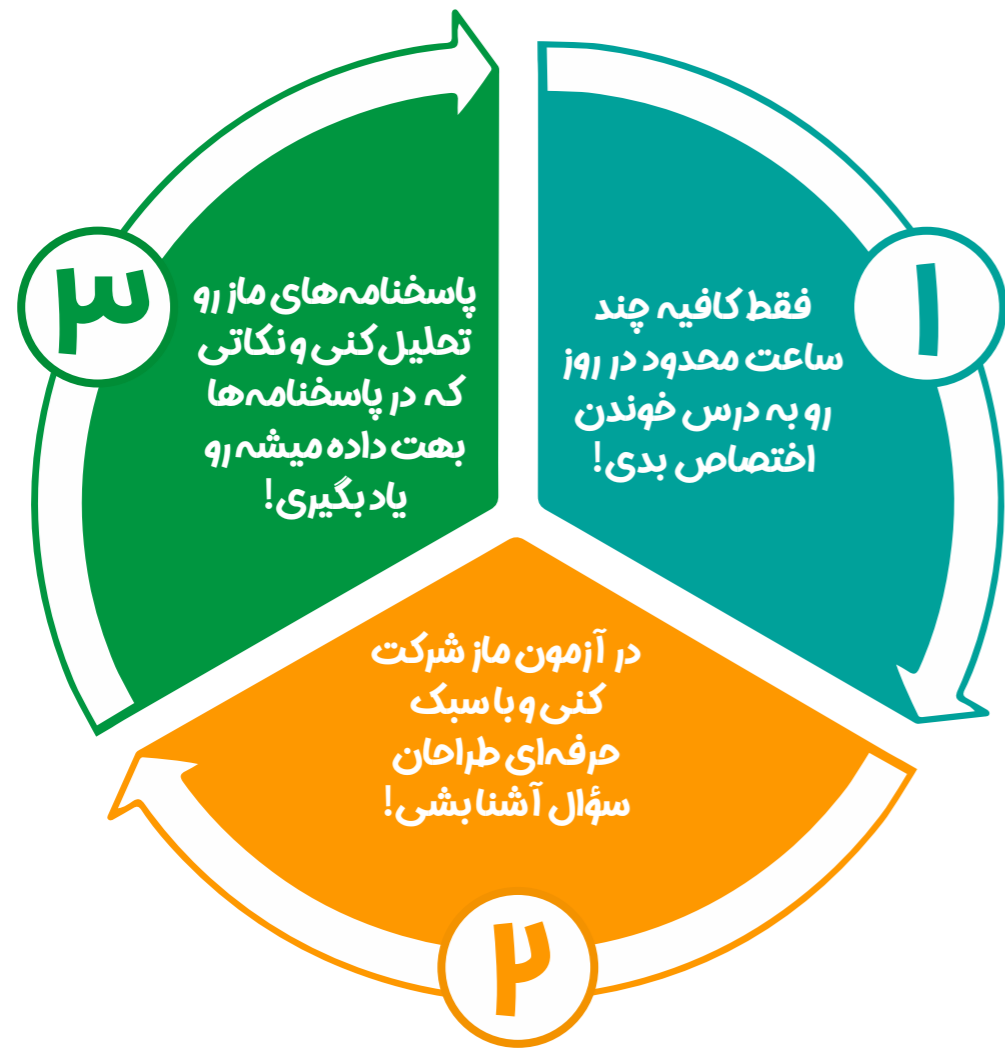 ۱
فقط کافیه چند
ساعت محدود در روز
رو به درس خوندن
اختصاص بدی!
۲
در آزمون ماز شرکت
کنی و با سبک
حرفه‌ای طراحان
سؤال آشنا بشی!
۳
پاسخنامه‌های ماز رو
تحلیل کنی و نکاتی
که در پاسخنامه‌ها
بهت داده میشه رو
یاد بگیری!